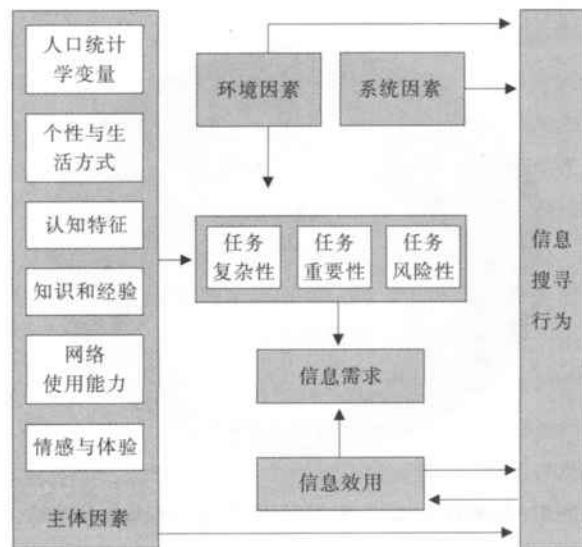 人口统计
学变量
个性与生
活方式
认知特征
知识和经验
网络
使用能力
情感与体验
主体因素
环境因素
系统因素
任务
复杂性
任务
重要性
任务
风险性
信息需求
信息效用
信息
搜寻
行为